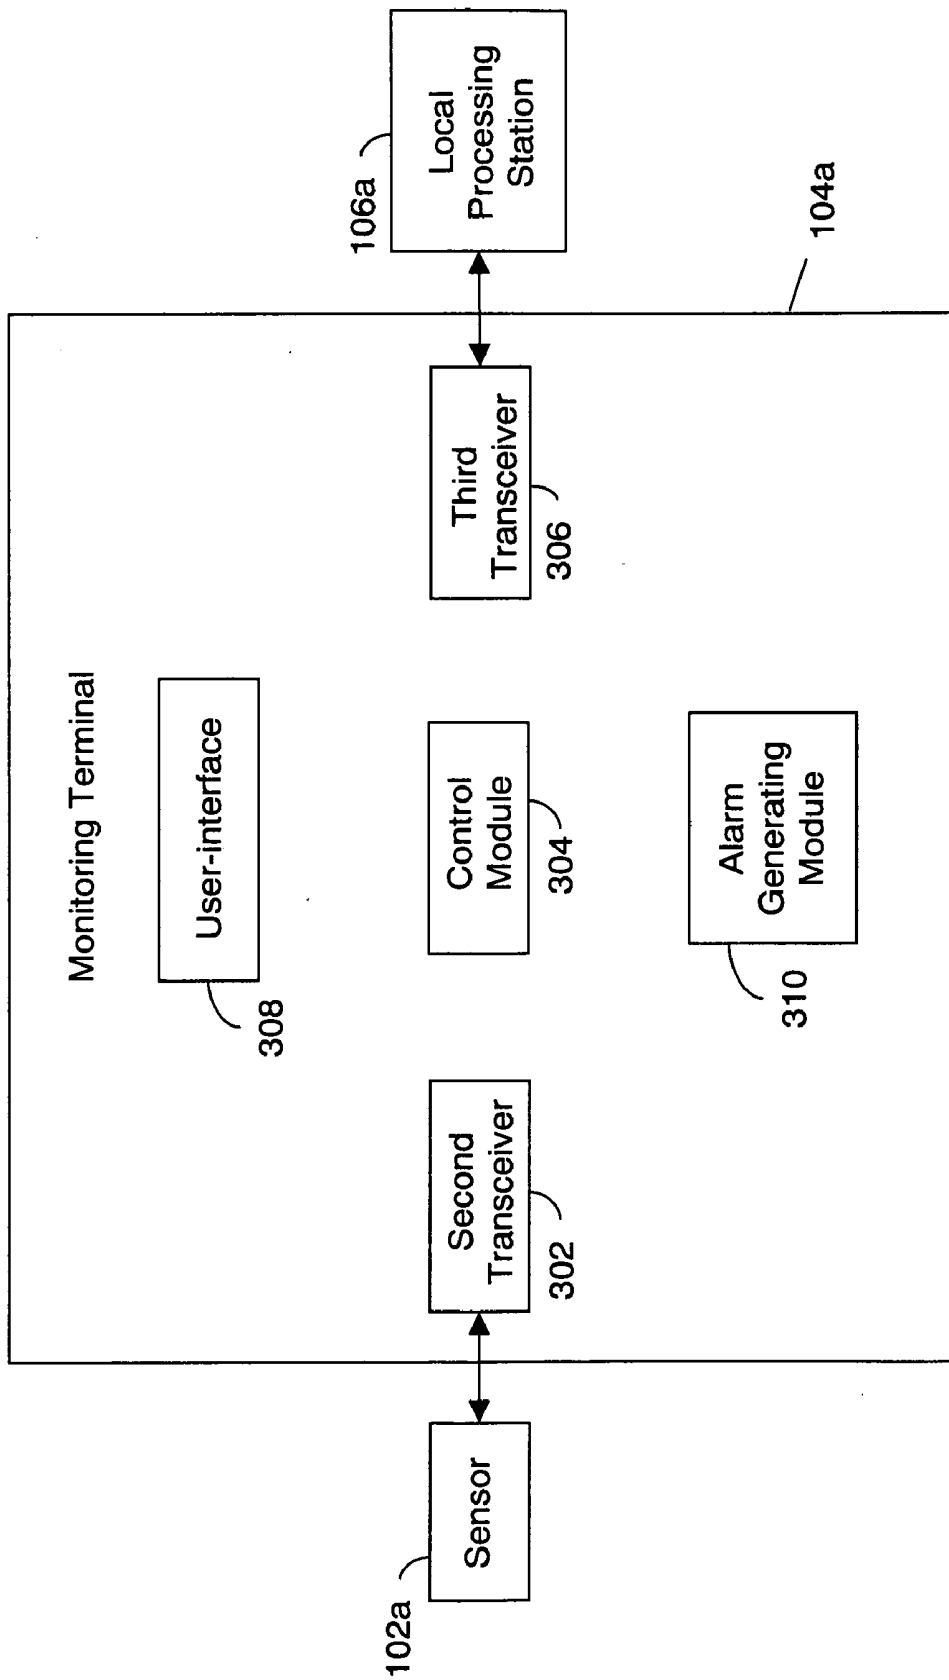 Monitoring Terminal
User-interface
308
102a
Sensor
Second
Transceiver
302
Control
Module
304
Third
Transceiver
306
106a
Local
Processing
Station
310
Alarm
Generating
Module
104a